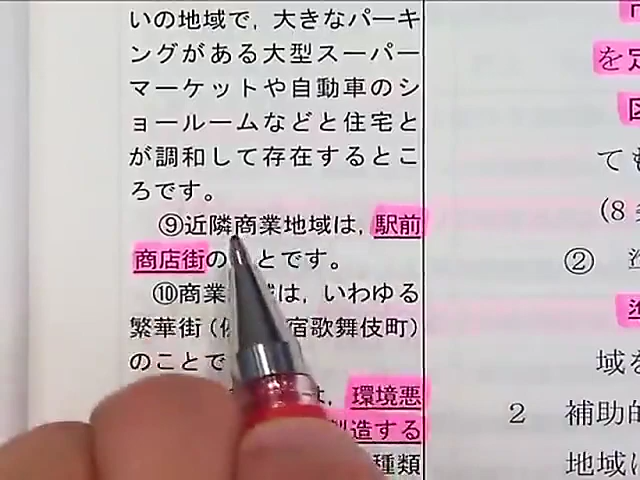 いの地域で，大きなパーキ
ングがある大型スーパー
マーケットや自動車のシ
ョールームなどと住宅と
が調和して存在するとこ
ろです。
⑨近隣商業地域は，駅前
商店街のことです。
⑩商業 は，いわゆる
繁華街( 宿歌舞伎町)
のことで
は，環境悪
造する
種類
を
区
ても
(8
②
域を
2 補助的
地域に